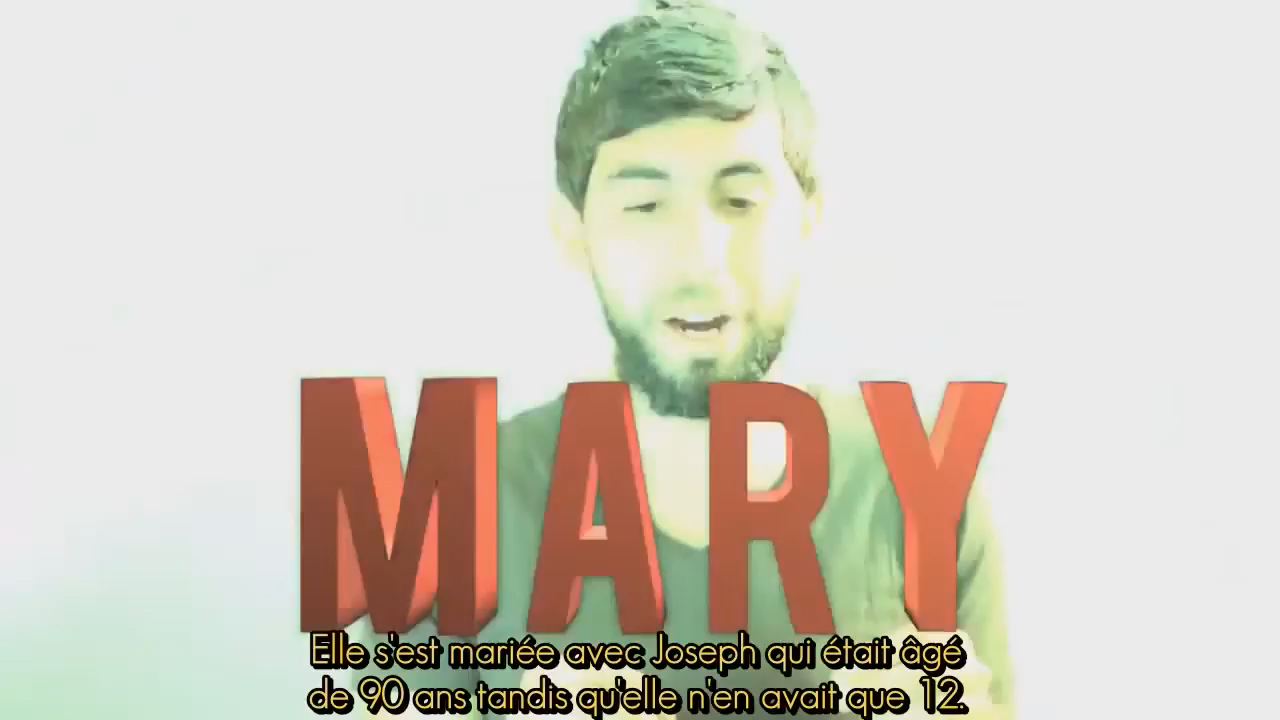 MARY
Elle s'est mariée avec Joseph qui était âgé
de 90 ans tandis qu'elle n'en avait que 12.